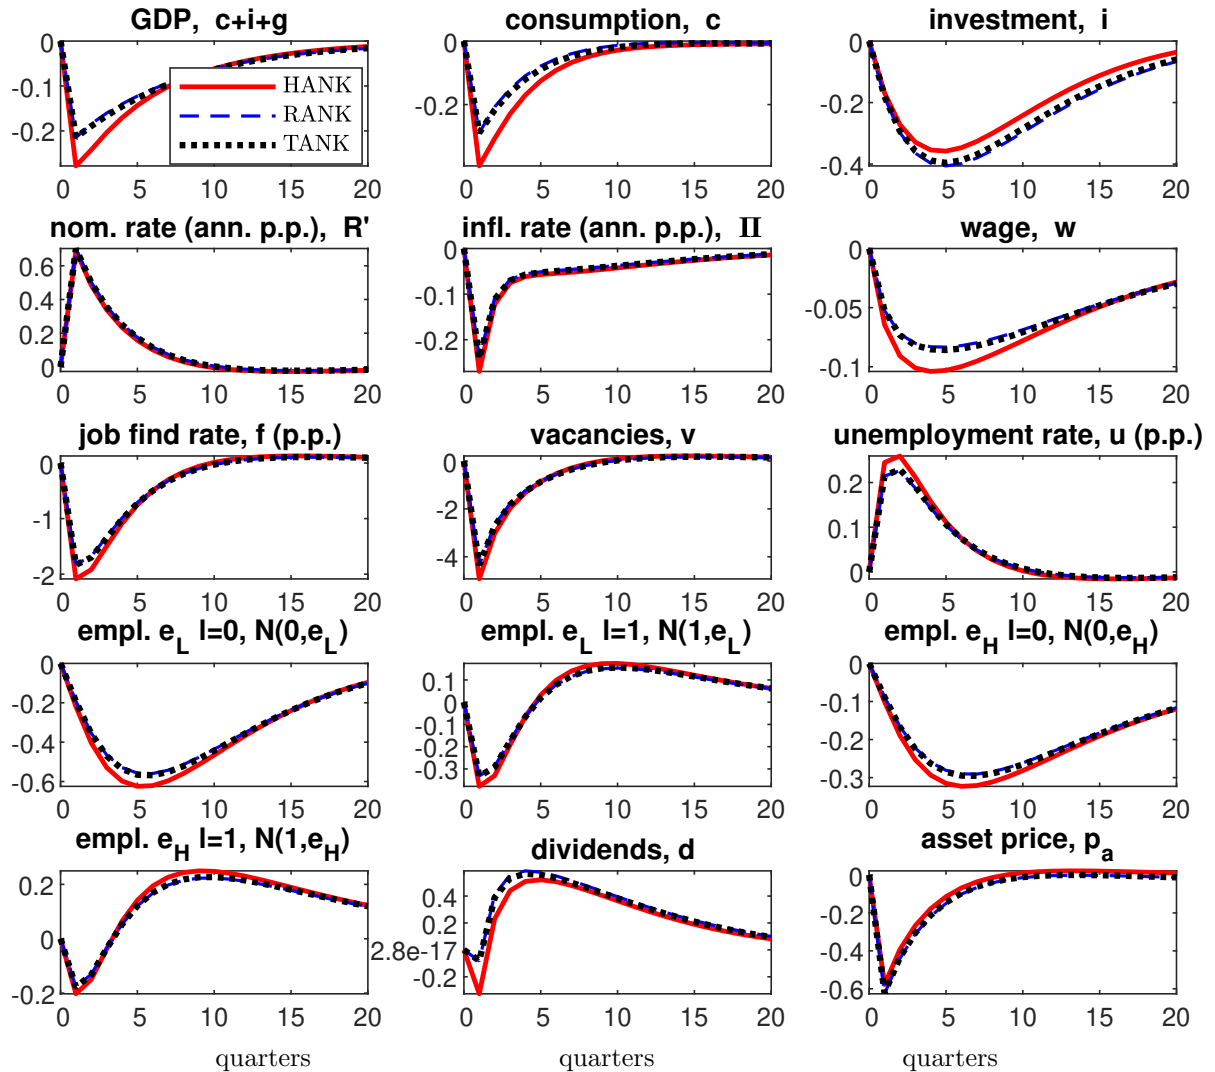 GDP,  c+i+g
consumption,  c
investment,  i
0
-0.1
-0.2
HANK
RANK
TANK
0 5 10 15 20
0
-0.2
0 5 10 15 20
0
-0.2
-0.4
0 5 10 15 20
nom. rate (ann. p.p.),  R'
infl. rate (ann. p.p.),  Π
wage,  w
0.6
0.4
0.2
0
0 5 10 15 20
0
-0.1
-0.2
0 5 10 15 20
0
-0.05
-0.1
0 5 10 15 20
job find rate, f (p.p.)
vacancies, v
unemployment rate, u (p.p.)
0
-1
-2
0 5 10 15 20
0
-2
-4
0 5 10 15 20
0.2
0.1
0
0 5 10 15 20
empl. e_L l=0, N(0,e_L)
empl. e_L l=1, N(1,e_L)
empl. e_H l=0, N(0,e_H)
0
-0.2
-0.4
-0.6
0 5 10 15 20
0.1
0
-0.1
-0.2
-0.3
0 5 10 15 20
0
-0.1
-0.2
-0.3
0 5 10 15 20
empl. e_H l=1, N(1,e_H)
dividends, d
asset price, p_a
0.2
0
-0.2
0 5 10 15 20
0.4
0.2
2.8e-17
-0.2
0 5 10 15 20
0
-0.2
-0.4
-0.6
0 5 10 15 20
quarters
quarters
quarters